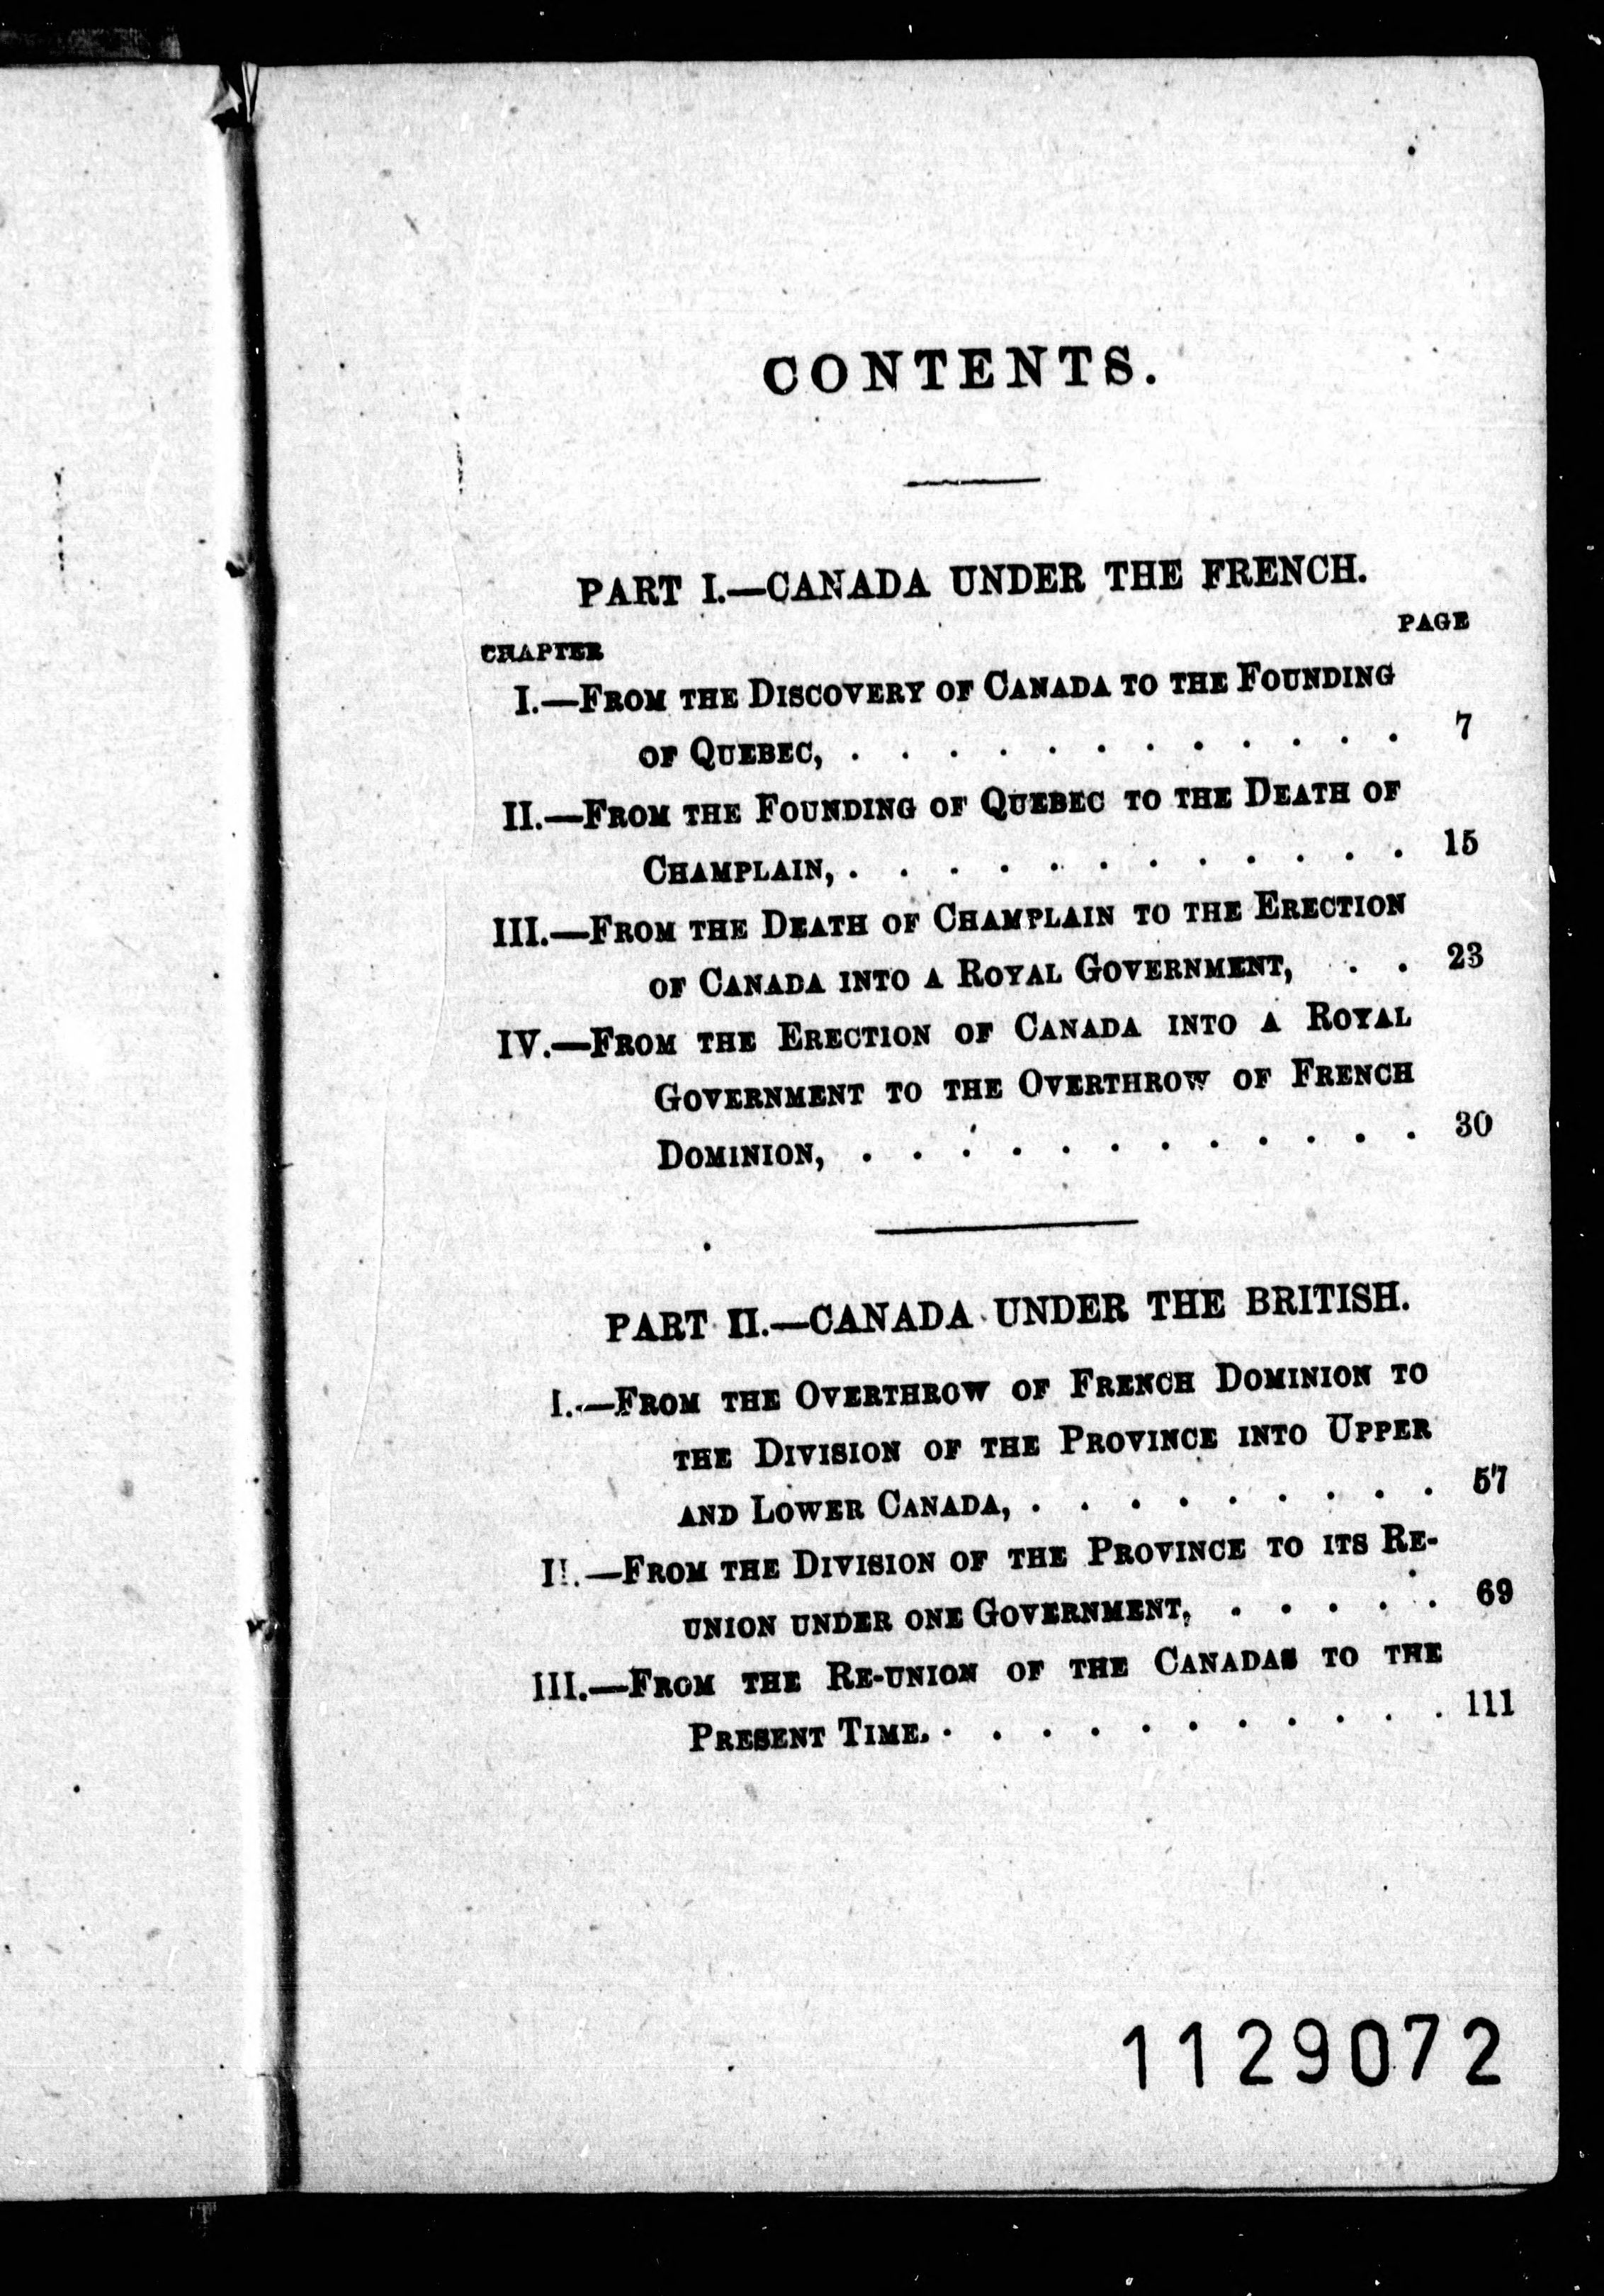 CONTENTS.
PART I.—CANADA UNDER THE FRENCH.
CHAPTER PAGE
I.—From the Discovery of Canada to the Founding
of Quebec, . . . . . . . . . . . . 7
II.—From the Founding of Quebec to the Death of
Champlain, . . . . . . . . . . . . 15
III.—From the Death of Champlain to the Erection
of Canada into a Royal Government, . . 23
IV.—From the Erection of Canada into a Royal
Government to the Overthrow of French
Dominion, . . . . . . . . . . . . 30
PART II.—CANADA UNDER THE BRITISH.
I.—From the Overthrow of French Dominion to
the Division of the Province into Upper
and Lower Canada, . . . . . . . . . 57
II.—From the Division of the Province to its Re-
union under one Government, . . . . . 69
III.—From the Re-union of the Canadas to the
Present Time, . . . . . . . . . . . 111
1129072